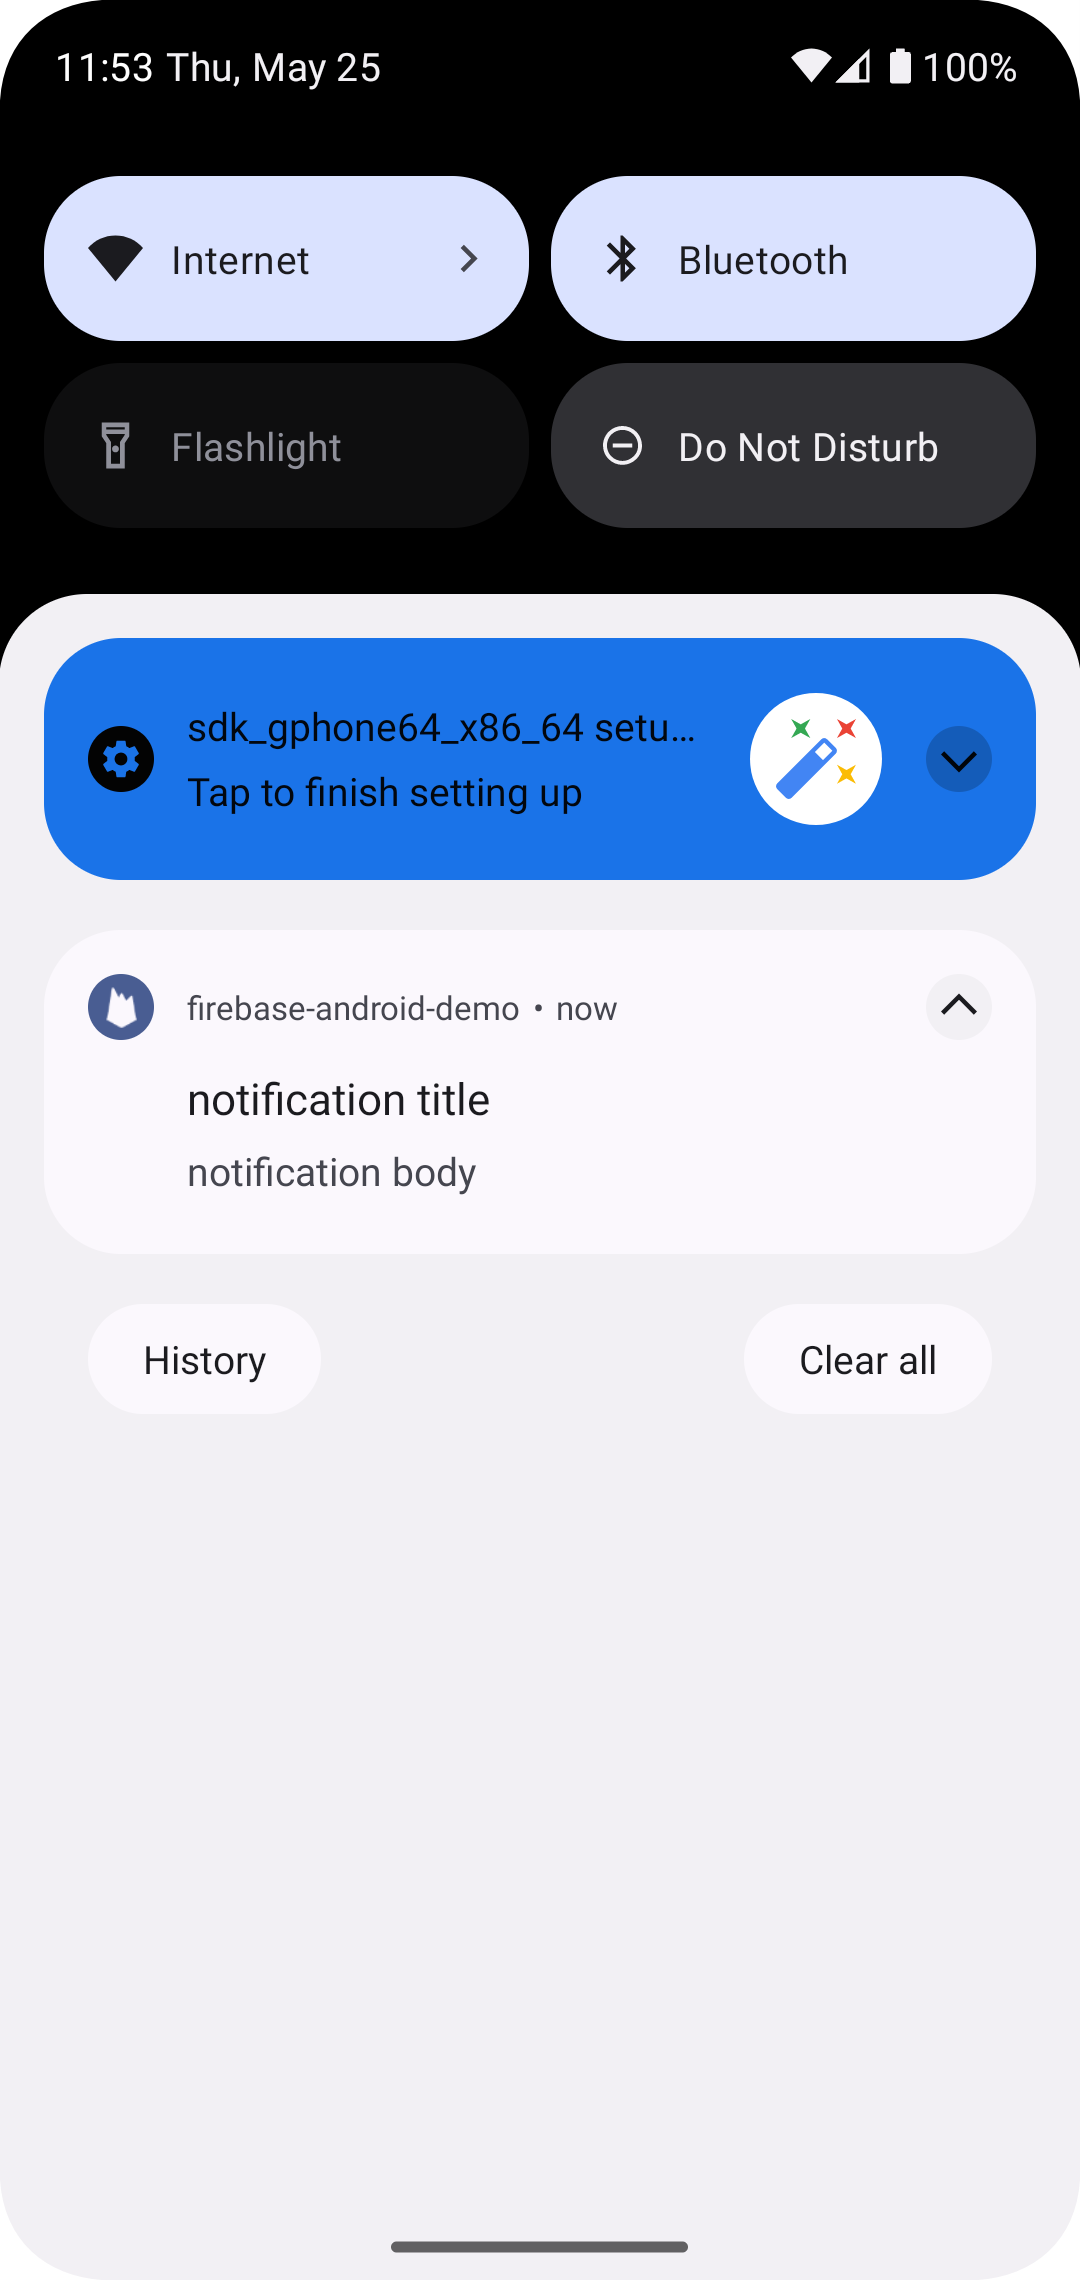 11:53 Thu, May 25 100%
Internet Bluetooth
Flashlight Do Not Disturb
sdk_gphone64_x86_64 setu...
Tap to finish setting up
firebase-android-demo • now
notification title
notification body
History Clear all